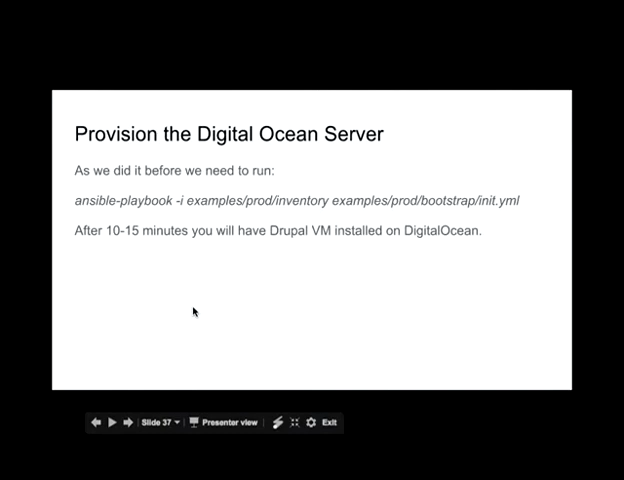 Provision the Digital Ocean Server
As we did it before we need to run:
ansible-playbook -i examples/prod/inventory examples/prod/bootstrap/init.yml
After 10-15 minutes you will have Drupal VM installed on DigitalOcean.
Slide 37 Presenter view Exit